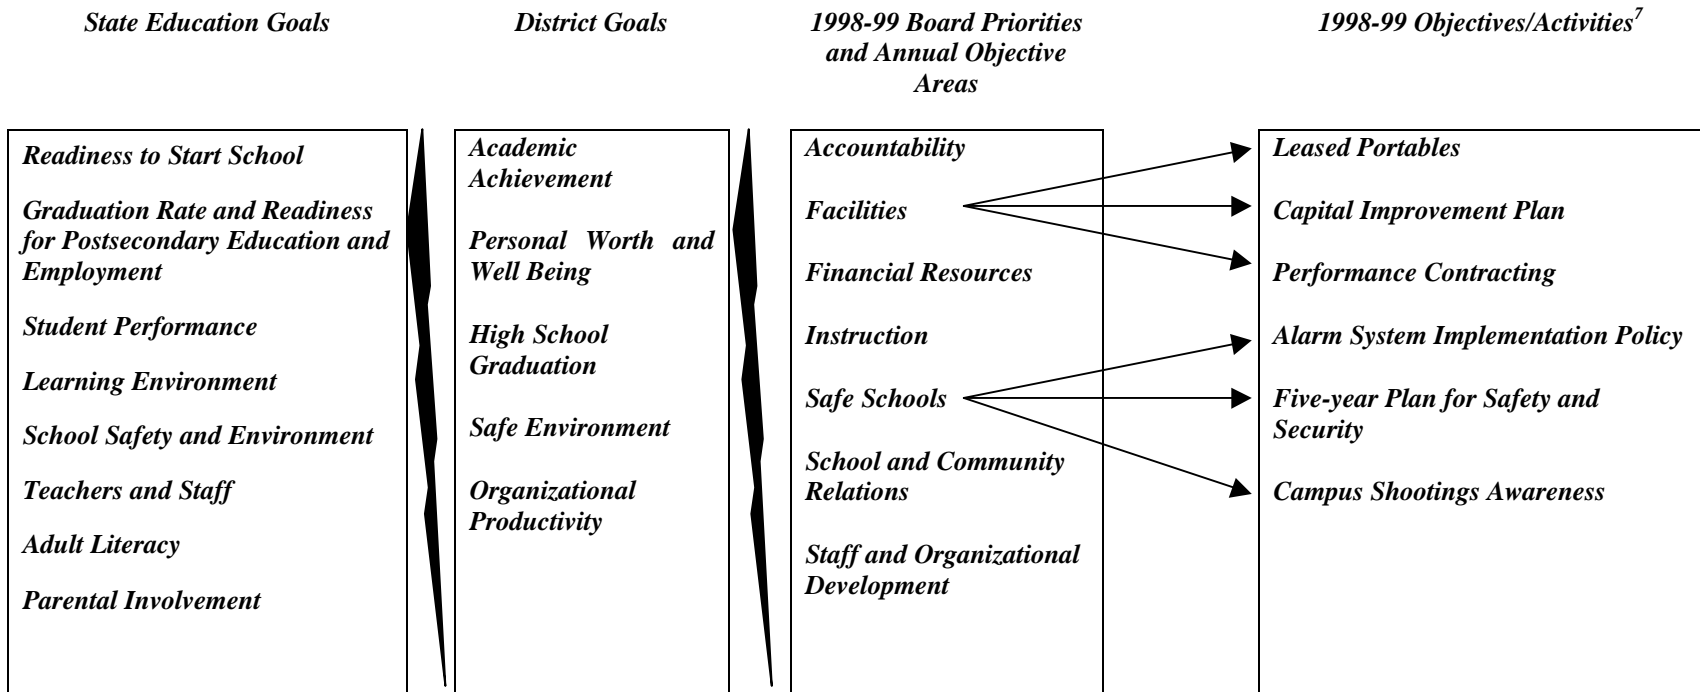 State Education Goals
District Goals
1998-99 Board Priorities
and Annual Objective
Areas
1998-99 Objectives/Activities7
Readiness to Start School
Graduation Rate and Readiness
for Postsecondary Education and
Employment
Student Performance
Learning Environment
School Safety and Environment
Teachers and Staff
Adult Literacy
Parental Involvement
Academic
Achievement
Personal Worth and
Well Being
High School
Graduation
Safe Environment
Organizational
Productivity
Accountability
Facilities
Financial Resources
Instruction
Safe Schools
School and Community
Relations
Staff and Organizational
Development
Leased Portables
Capital Improvement Plan
Performance Contracting
Alarm System Implementation Policy
Five-year Plan for Safety and
Security
Campus Shootings Awareness